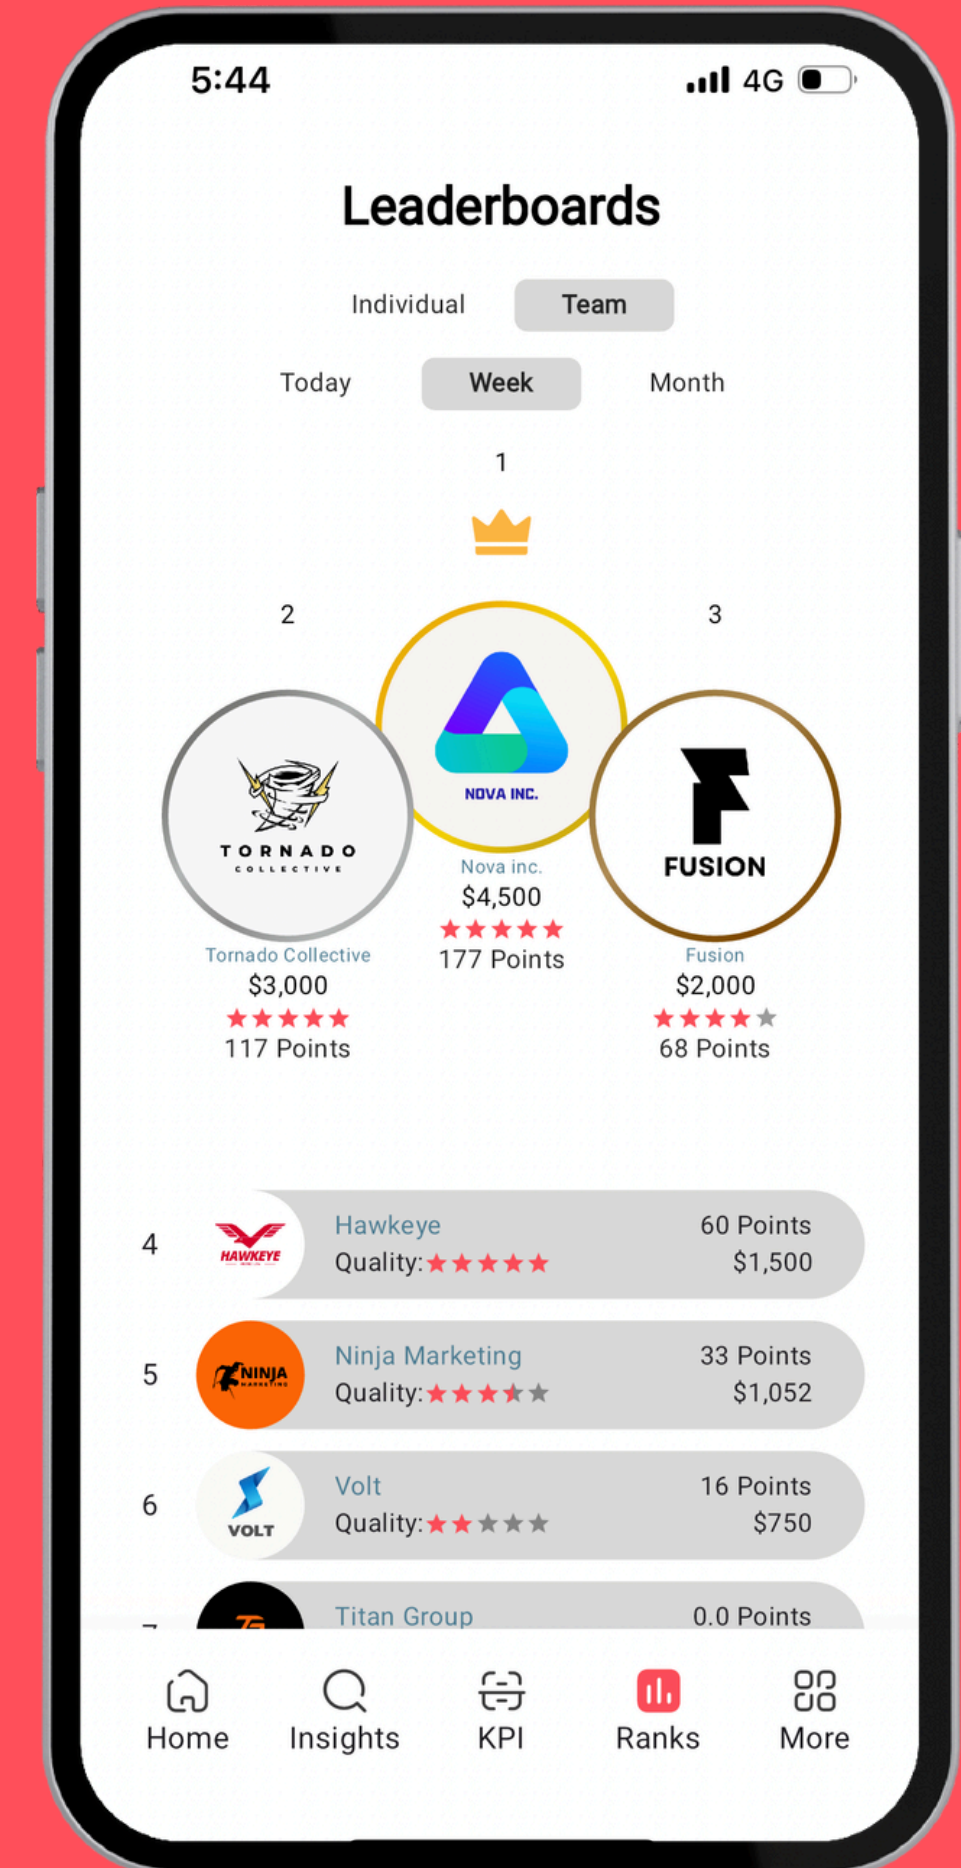 5:44
4G
Leaderboards
Individual Team
Today Week Month
1
2
3
NOVA INC.
TORNADO
COLLECTIVE
FUSION
Nova inc.
$4,500
177 Points
Tornado Collective
$3,000
117 Points
Fusion
$2,000
68 Points
4
HAWKEYE
Hawkeye 60 Points
Quality: $1,500
5
NINJA
MARKETING
Ninja Marketing 33 Points
Quality: $1,052
6
VOLT
Volt 16 Points
Quality: $750
Titan Group 0.0 Points
Home Insights KPI Ranks More